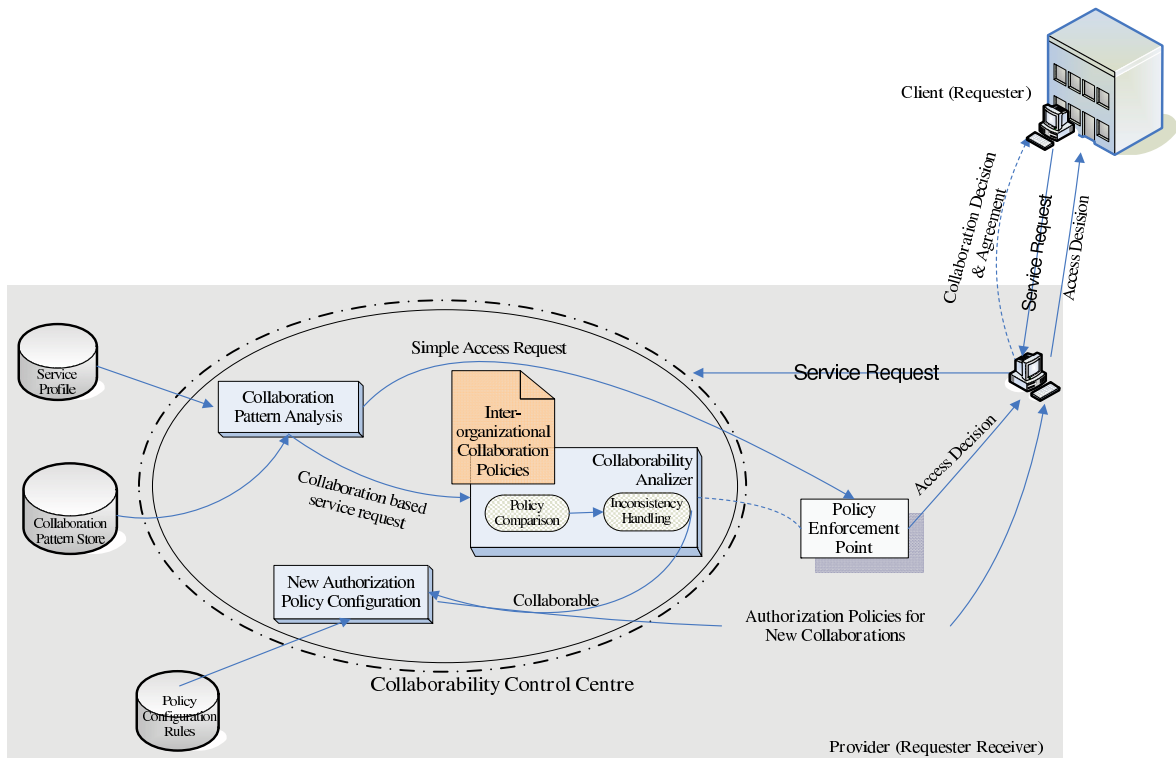 Client (Requester)
Collaboration Decision
& Agreement
Service Request
Access Desision
Simple Access Request
Service Request
Service
Profile
Collaboration
Pattern Analysis
Inter-
organizational
Collaboration
Policies
Collaborability
Analizer
Collaboration based
service request
Policy
Comparison
Inconsistency
Handling
Access Decision
Policy
Enforcement
Point
Collaboration
Pattern Store
New Authorization
Policy Configuration
Collaborable
Authorization Policies for
New Collaborations
Collaborability Control Centre
Policy
Configuration
Rules
Provider (Requester Receiver)